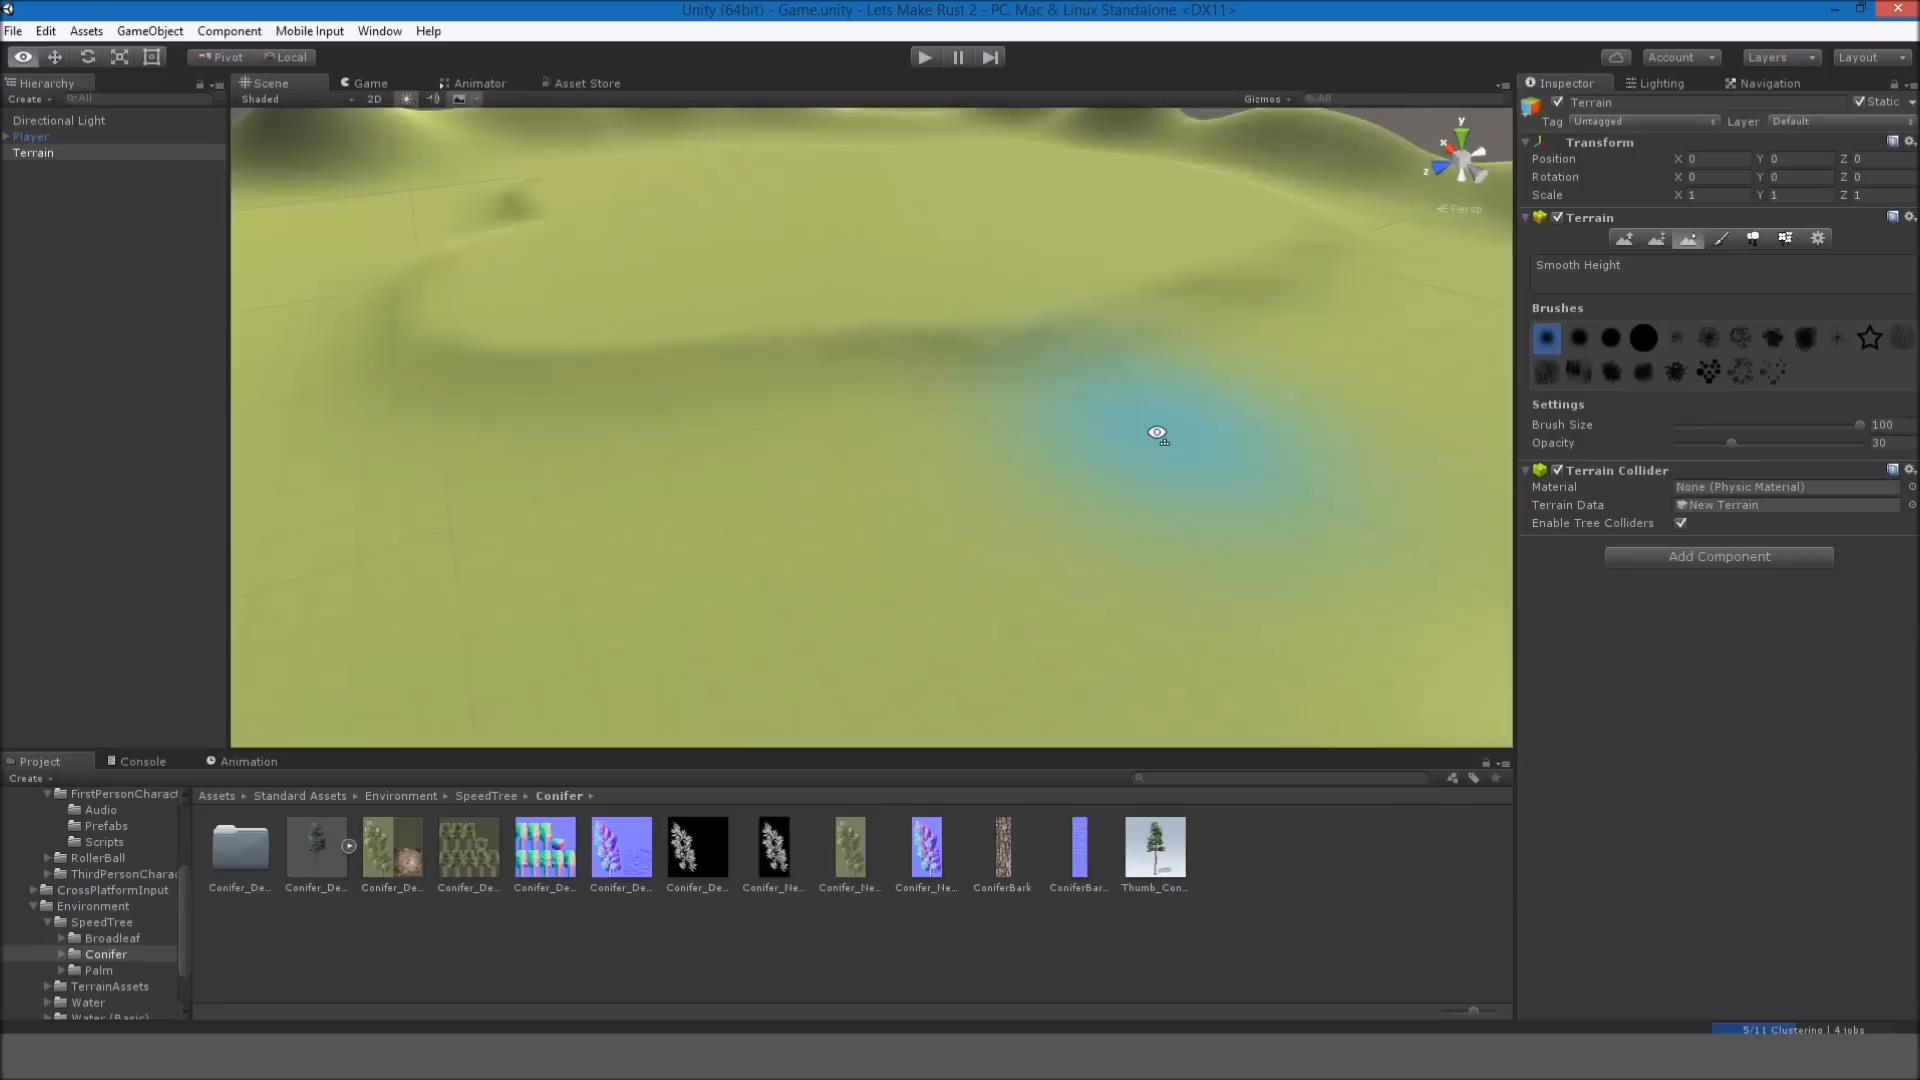 Unity (64bit) - Game.unity - Lets Make Rust 2 - PC, Mac & Linux Standalone <DX11>
File Edit Assets GameObject Component Mobile Input Window Help
Pivot Local Account Layers Layout
Hierarchy
Create All
Directional Light
Player
Terrain
Scene Game Animator Asset Store
Shaded 2D Gizmos All
y
x
z
Persp
Inspector Lighting Navigation
Terrain Static
Tag Untagged Layer Default
Transform
Position X 0 Y 0 Z 0
Rotation X 0 Y 0 Z 0
Scale X 1 Y 1 Z 1
Terrain
Smooth Height
Brushes
Settings
Brush Size 100
Opacity 30
Terrain Collider
Material None (Physic Material)
Terrain Data New Terrain
Enable Tree Colliders
Add Component
Project Console Animation
Create
FirstPersonCharact
Audio
Prefabs
Scripts
RollerBall
ThirdPersonCharac
CrossPlatformInput
Environment
SpeedTree
Broadleaf
Conifer
Palm
TerrainAssets
Water
Water (Basic)
Assets Standard Assets Environment SpeedTree Conifer
Conifer_De... Conifer_De... Conifer_De... Conifer_De... Conifer_De... Conifer_De... Conifer_De... Conifer_Ne... Conifer_Ne... Conifer_Ne... ConiferBark ConiferBar... Thumb_Con...
5/11 Clustering | 4 jobs